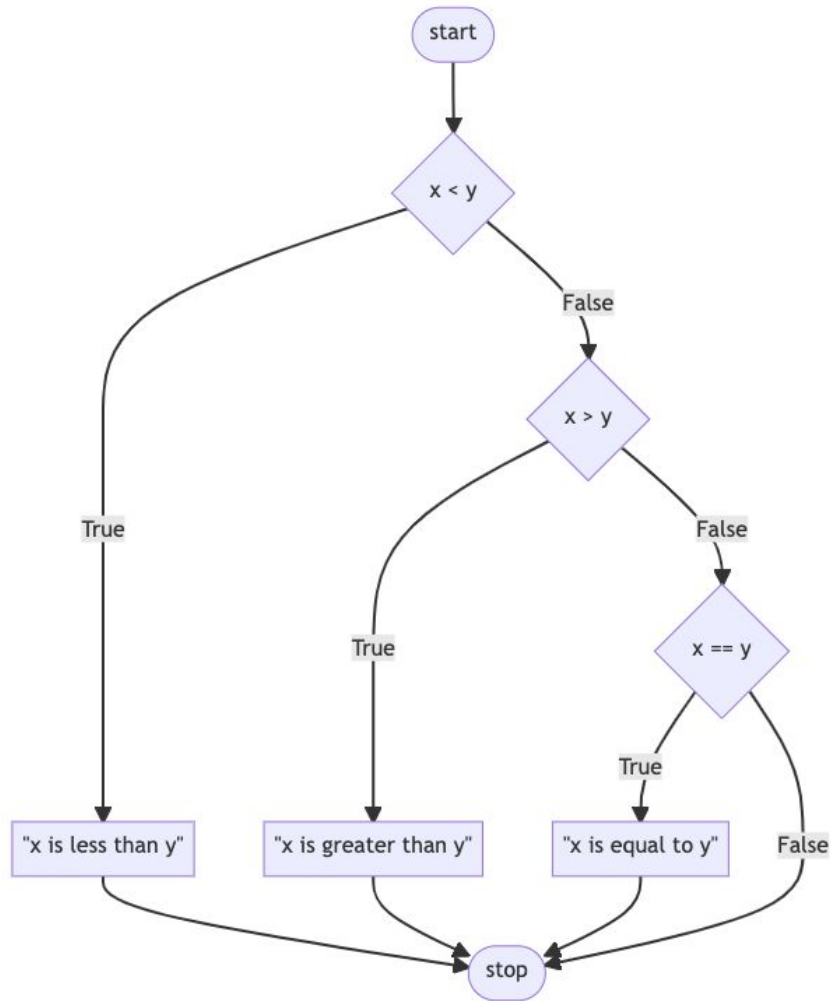 start
x < y
False
x > y
True
False
True
x == y
True
"x is less than y"
"x is greater than y"
"x is equal to y"
False
stop